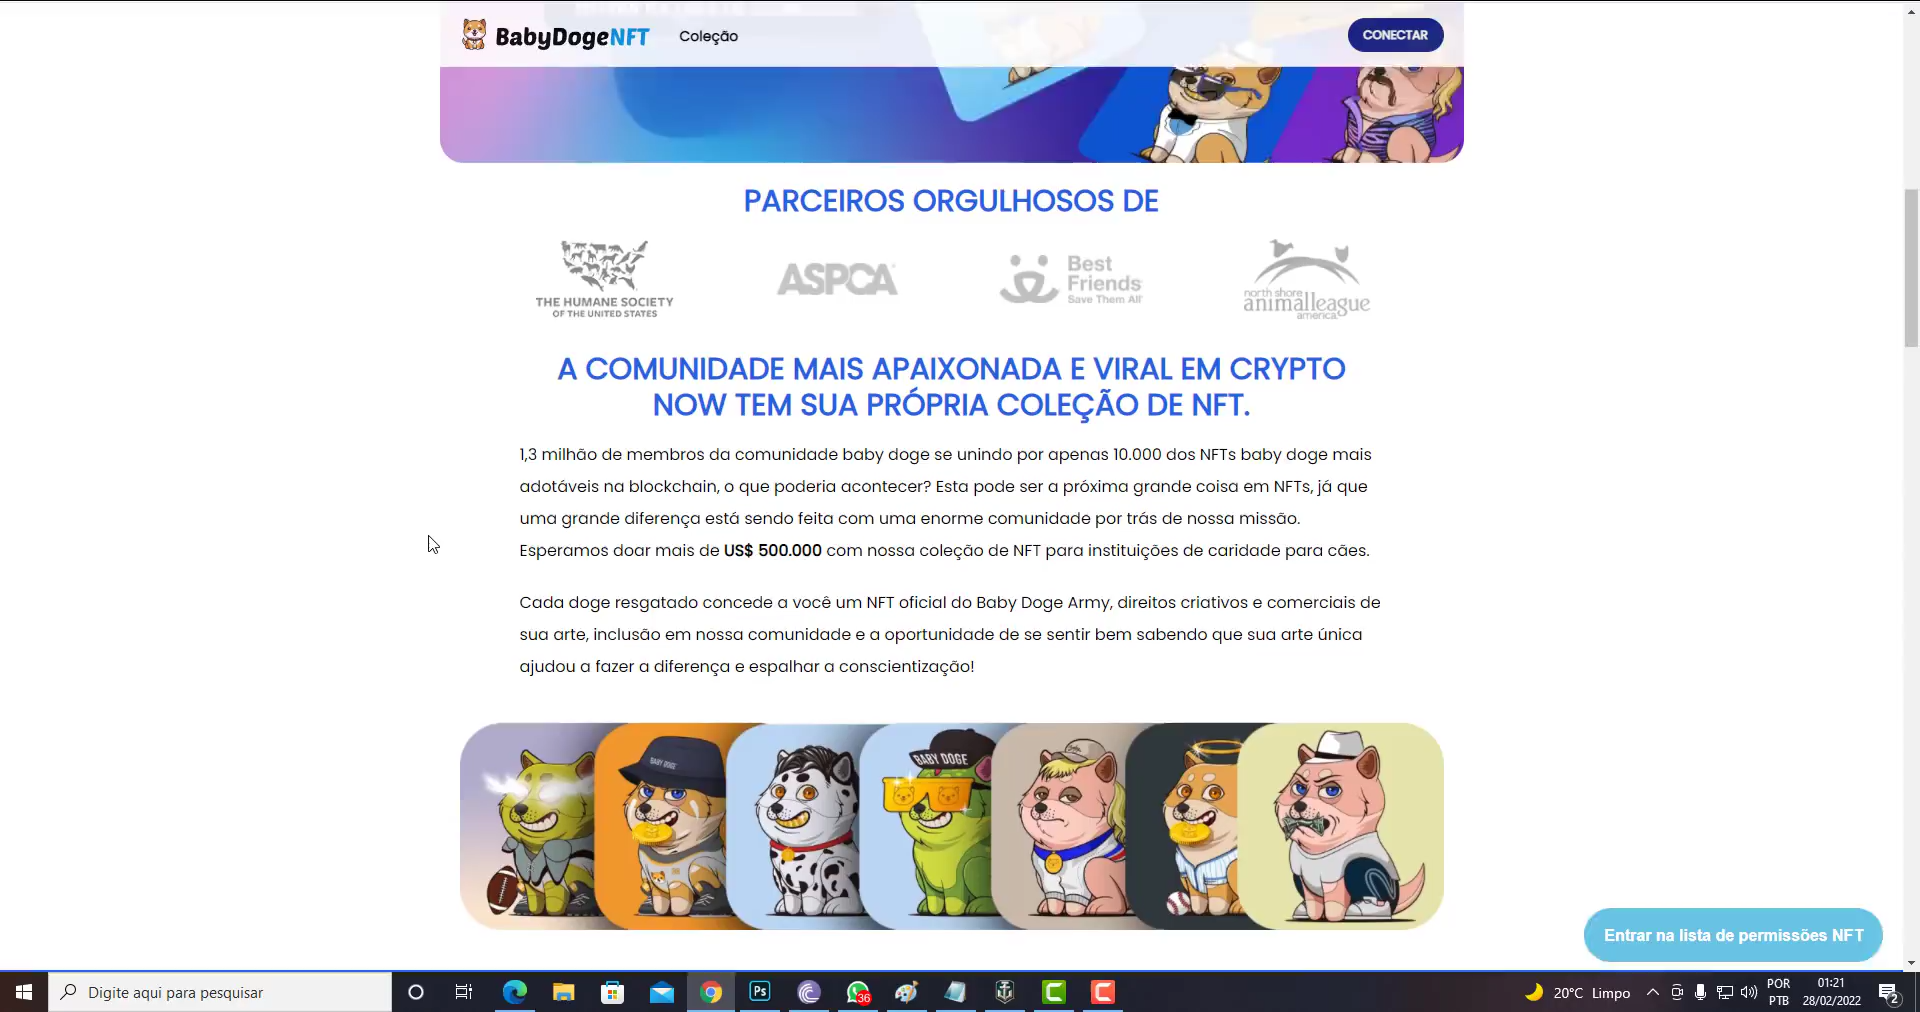 BabyDogeNFT
Coleção
CONECTAR
PARCEIROS ORGULHOSOS DE
THE HUMANE SOCIETY
OF THE UNITED STATES
ASPCA
Best
Friends
Save Them All
north shore
animalleague
america
A COMUNIDADE MAIS APAIXONADA E VIRAL EM CRYPTO
NOW TEM SUA PRÓPRIA COLEÇÃO DE NFT.
1,3 milhão de membros da comunidade baby doge se unindo por apenas 10.000 dos NFTs baby doge mais
adotáveis na blockchain, o que poderia acontecer? Esta pode ser a próxima grande coisa em NFTs, já que
uma grande diferença está sendo feita com uma enorme comunidade por trás de nossa missão.
Esperamos doar mais de US$ 500.000 com nossa coleção de NFT para instituições de caridade para cães.
Cada doge resgatado concede a você um NFT oficial do Baby Doge Army, direitos criativos e comerciais de
sua arte, inclusão em nossa comunidade e a oportunidade de se sentir bem sabendo que sua arte única
ajudou a fazer a diferença e espalhar a conscientização!
BABY DOGE
BABY DOGE
Entrar na lista de permissões NFT
Digite aqui para pesquisar
Ps
36
20°C Limpo
POR
PTB
01:21
28/02/2022
2